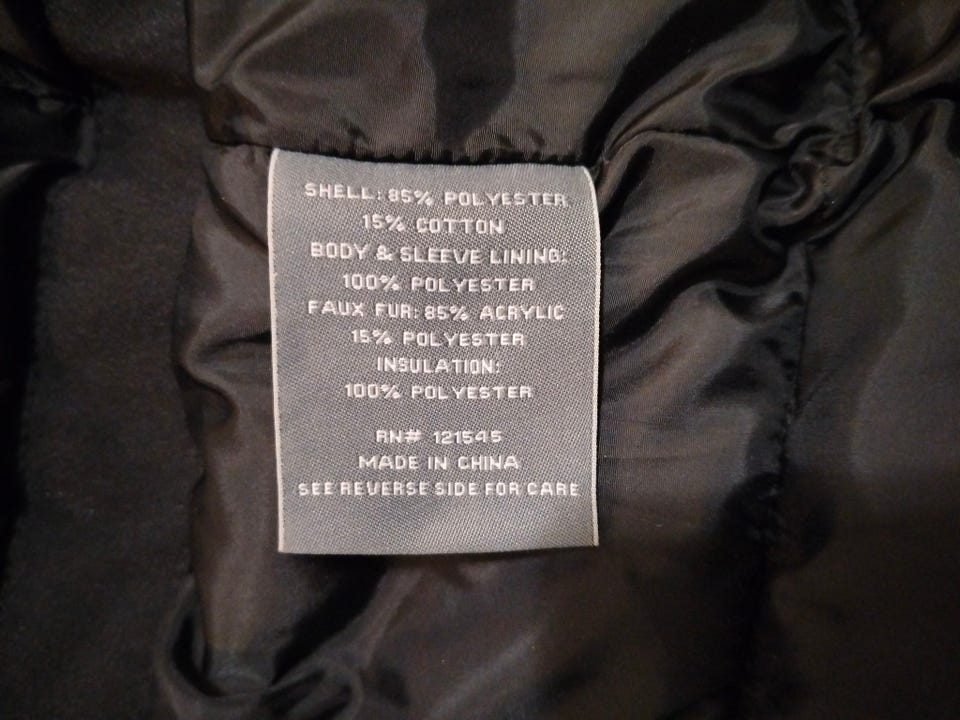 SHELL: 85% POLYESTER
15% COTTON
BODY & SLEEVE LINING:
100% POLYESTER
FAUX FUR: 85% ACRYLIC
15% POLYESTER
INSULATION:
100% POLYESTER
RN# 121545
MADE IN CHINA
SEE REVERSE SIDE FOR CARE